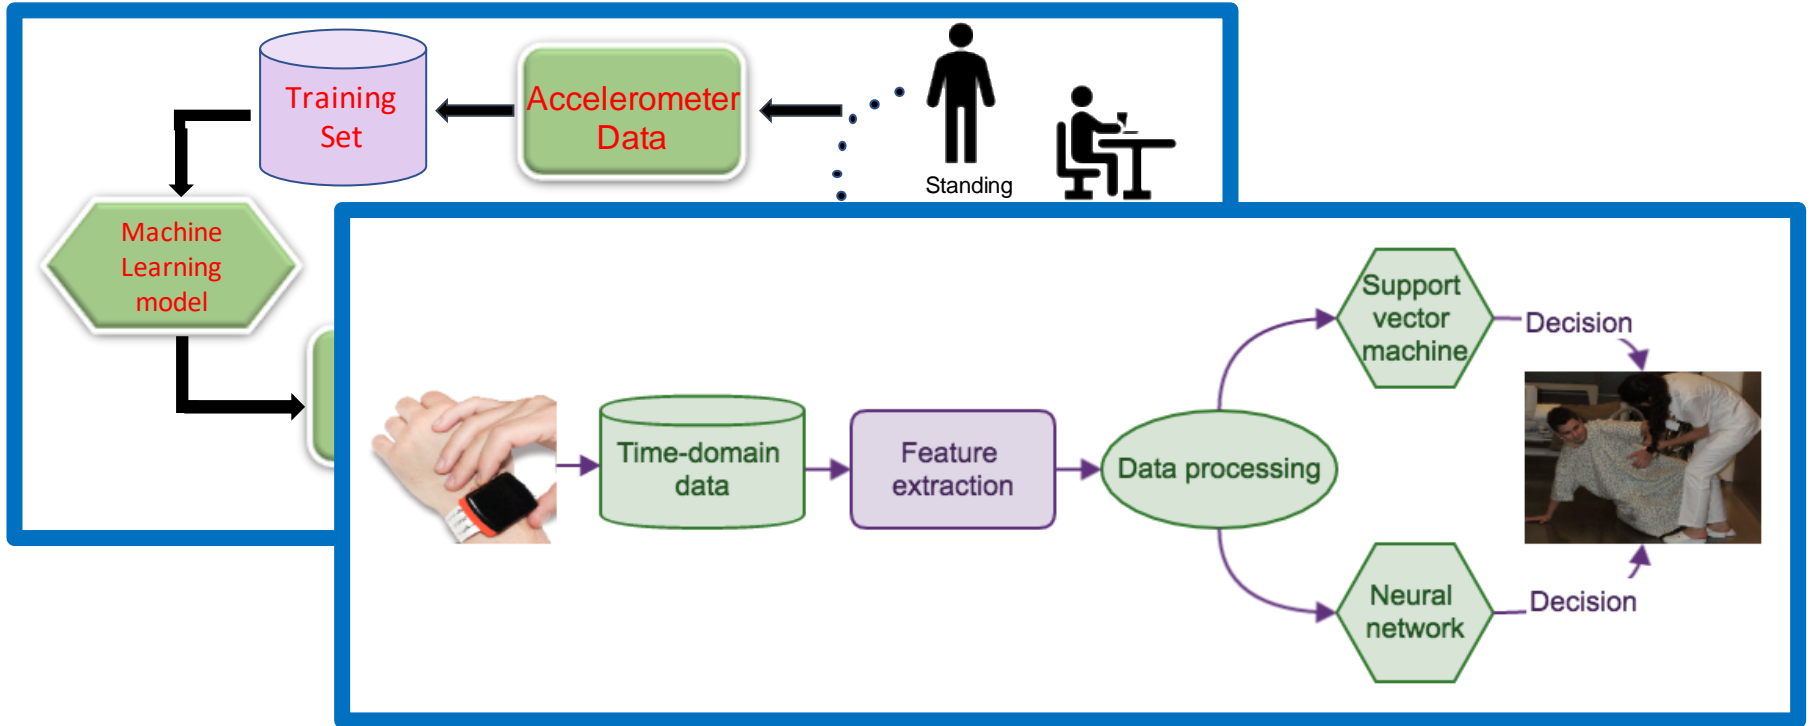 Training
Set
Accelerometer
Data
Standing
Machine
Learning
model
Support
vector
machine
Decision
Time-domain
data
Feature
extraction
Data processing
Neural
network
Decision